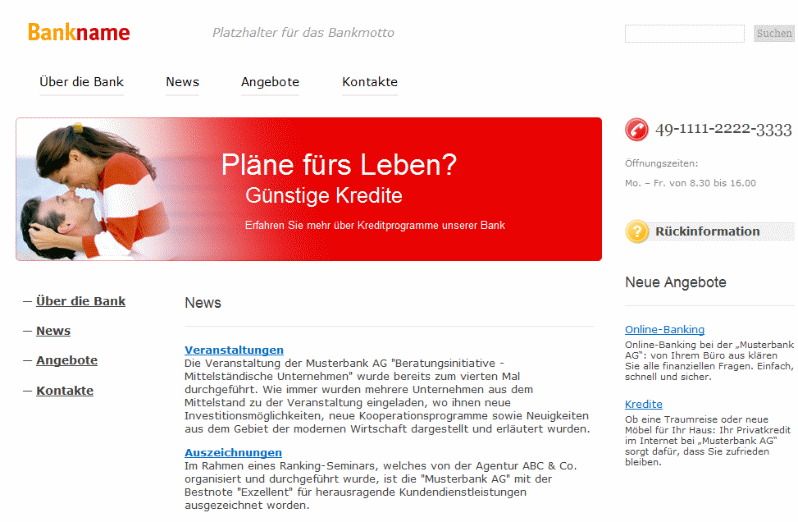 Bankname
Platzhalter für das Bankmotto
Suchen
Über die Bank
News
Angebote
Kontakte
Pläne fürs Leben?
Günstige Kredite
Erfahren Sie mehr über Kreditprogramme unserer Bank
49-1111-2222-3333
Öffnungszeiten:
Mo. – Fr. von 8.30 bis 16.00
? Rückinformation
— Über die Bank
— News
— Angebote
— Kontakte
News
Veranstaltungen
Die Veranstaltung der Musterbank AG "Beratungsinitiative -
Mittelständische Unternehmen" wurde bereits zum vierten Mal
durchgeführt. Wie immer wurden mehrere Unternehmen aus dem
Mittelstand zu der Veranstaltung eingeladen, wo ihnen neue
Investitionsmöglichkeiten, neue Kooperationsprogramme sowie Neuigkeiten
aus dem Gebiet der modernen Wirtschaft dargestellt und erläutert wurden.
Auszeichnungen
Im Rahmen eines Ranking-Seminars, welches von der Agentur ABC & Co.
organisiert und durchgeführt wurde, ist die "Musterbank AG" mit der
Bestnote "Exzellent" für herausragende Kundendienstleistungen
ausgezeichnet worden.
Neue Angebote
Online-Banking
Online-Banking bei der „Musterbank
AG“: von Ihrem Büro aus klären
Sie alle finanziellen Fragen. Einfach,
schnell und sicher.
Kredite
Ob eine Traumreise oder neue
Möbel für Ihr Haus: Ihr Privatkredit
im Internet bei „Musterbank AG“
sorgt dafür, dass Sie zufrieden
bleiben.